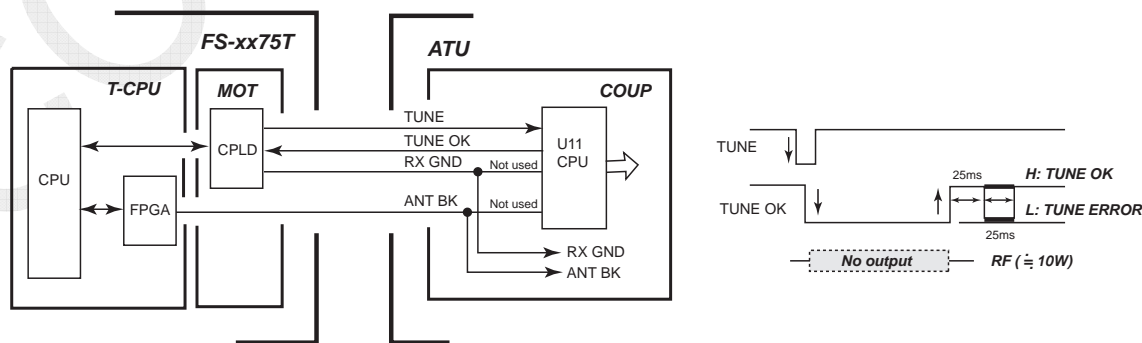 FS-xx75T
ATU
T-CPU
MOT
COUP
CPU
FPGA
CPLD
TUNE
TUNE OK
RX GND
Not used
ANT BK
Not used
U11
CPU
RX GND
ANT BK
TUNE
TUNE OK
25ms
H: TUNE OK
L: TUNE ERROR
25ms
No output
RF ( ≒ 10W)